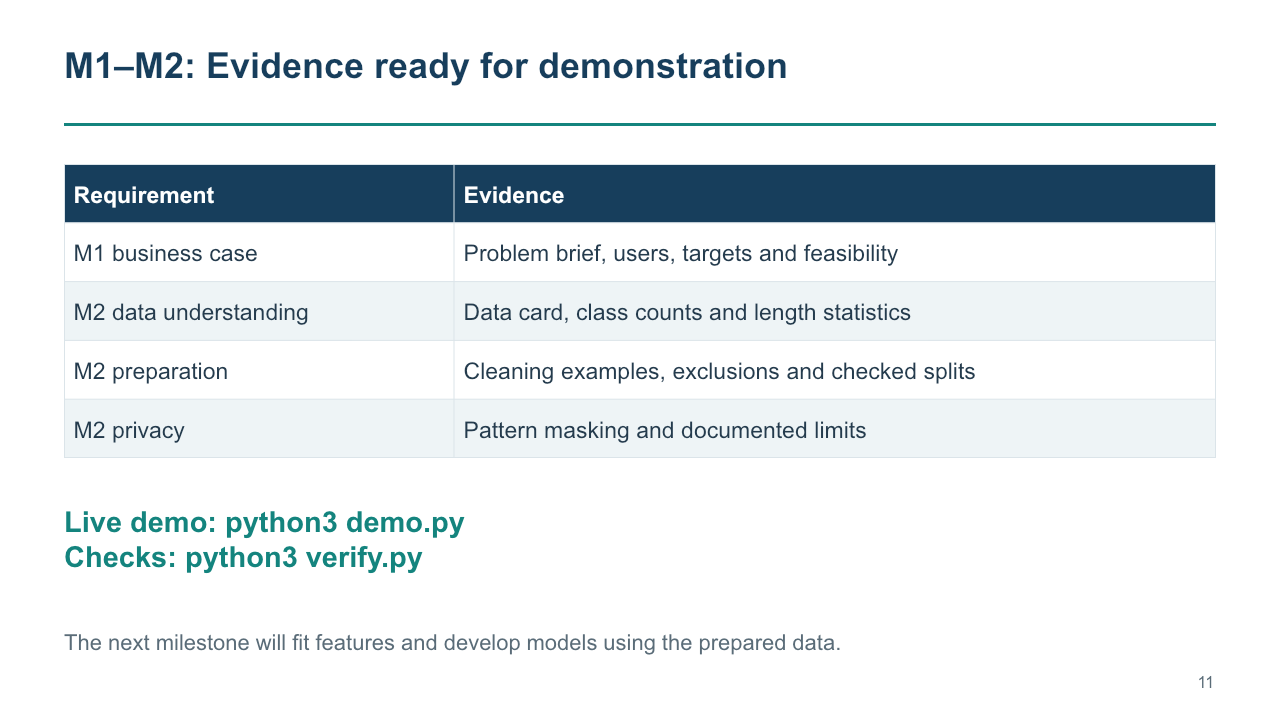 M1–M2: Evidence ready for demonstration
Requirement Evidence
M1 business case Problem brief, users, targets and feasibility
M2 data understanding Data card, class counts and length statistics
M2 preparation Cleaning examples, exclusions and checked splits
M2 privacy Pattern masking and documented limits
Live demo: python3 demo.py
Checks: python3 verify.py
The next milestone will fit features and develop models using the prepared data.
11